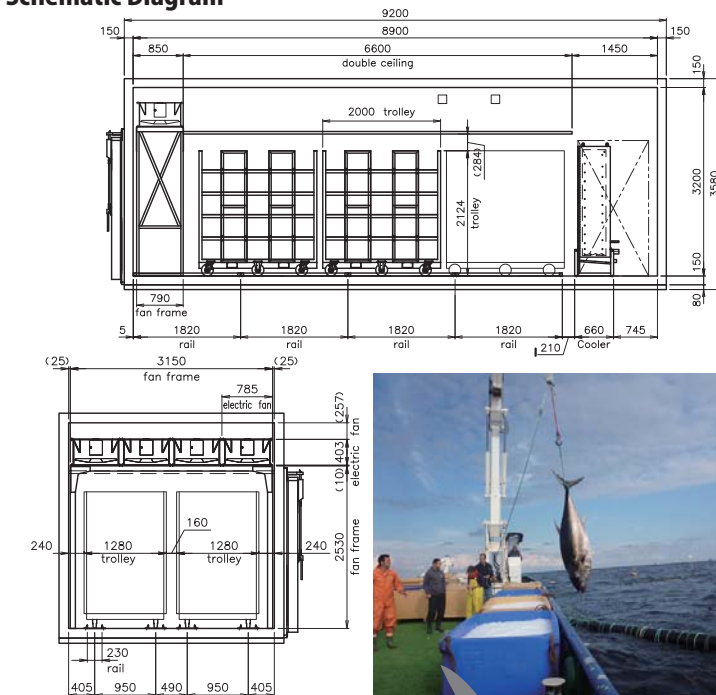 Schematic Diagram
9200
150 8900 150
850 6600 1450
double ceiling
150
2000 trolley
(284)
2124
trolley
3200
3580
150
80
790
fan frame
5 1820 1820 1820 1820 210 660 745
rail rail rail rail Cooler
(25) 3150 (25)
fan frame
785
electric fan
(257)
403
electric fan
(10)
2530
fan frame
160
240 1280 1280 240
trolley trolley
230
rail
405 950 490 950 405